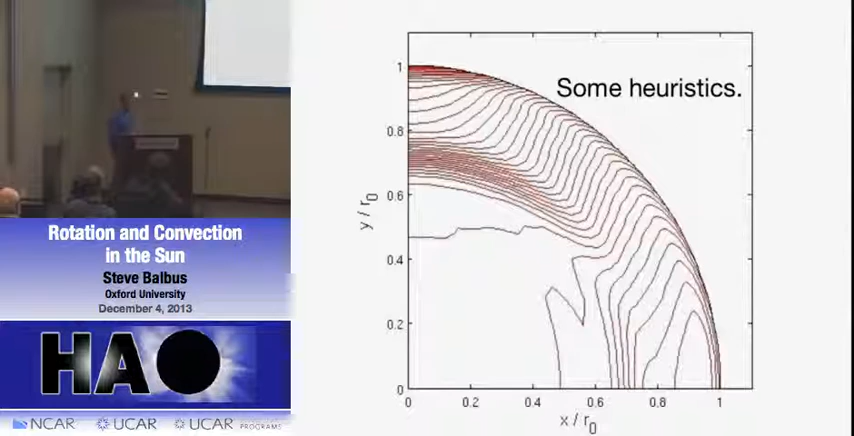 Rotation and Convection
in the Sun
Steve Balbus
Oxford University
December 4, 2013
HAO
NCAR UCAR UCAR PROGRAMS
Some heuristics.
y / r0
1
0.8
0.6
0.4
0.2
0
0 0.2 0.4 0.6 0.8 1
x / r0